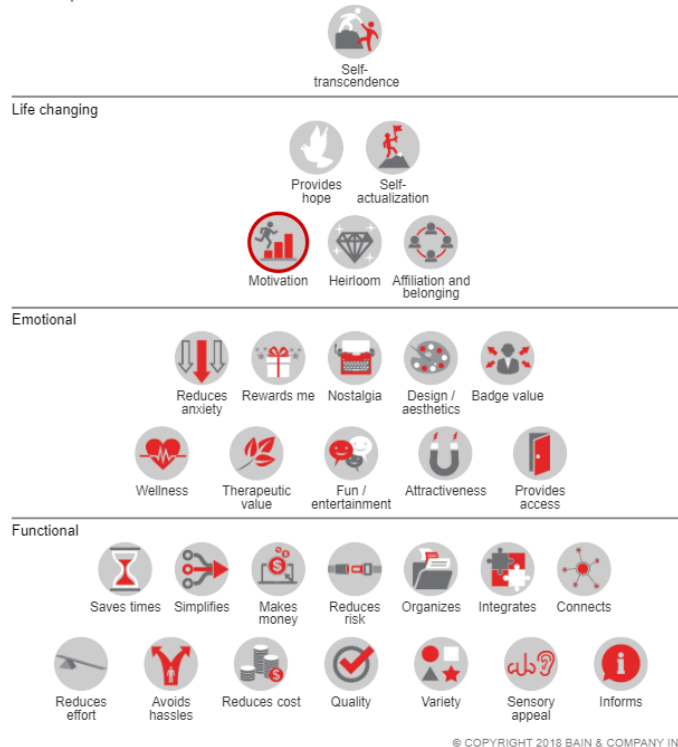 Self-
transcendence
Life changing
Provides
hope
Self-
actualization
Motivation
Heirloom
Affiliation and
belonging
Emotional
Reduces
anxiety
Rewards me
Nostalgia
Design /
aesthetics
Badge value
Wellness
Therapeutic
value
Fun /
entertainment
Attractiveness
Provides
access
Functional
Saves times
Simplifies
Makes
money
Reduces
risk
Organizes
Integrates
Connects
Reduces
effort
Avoids
hassles
Reduces cost
Quality
Variety
Sensory
appeal
Informs
© COPYRIGHT 2018 BAIN & COMPANY IN